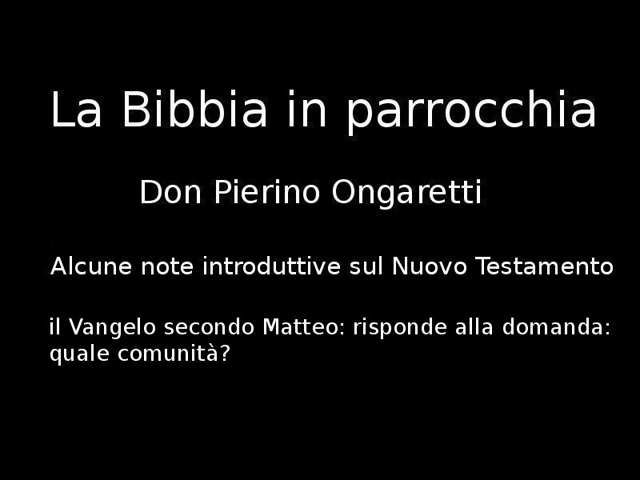 La Bibbia in parrocchia
Don Pierino Ongaretti
Alcune note introduttive sul Nuovo Testamento
il Vangelo secondo Matteo: risponde alla domanda:
quale comunità?